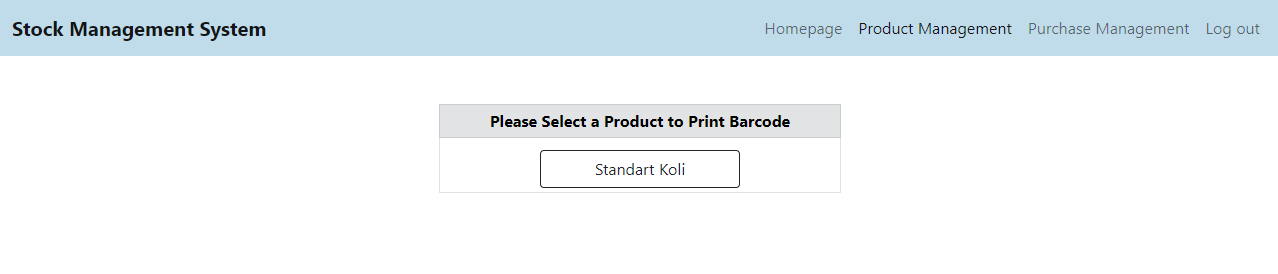 Stock Management System Homepage Product Management Purchase Management Log out
Please Select a Product to Print Barcode
Standart Koli